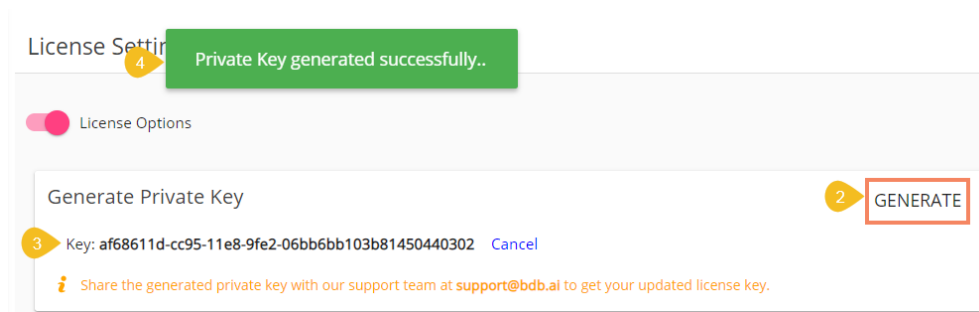 License Settin
4
Private Key generated successfully..
License Options
Generate Private Key
2
GENERATE
3
Key: af68611d-cc95-11e8-9fe2-06bb6bb103b81450440302 Cancel
i Share the generated private key with our support team at support@bdb.ai to get your updated license key.